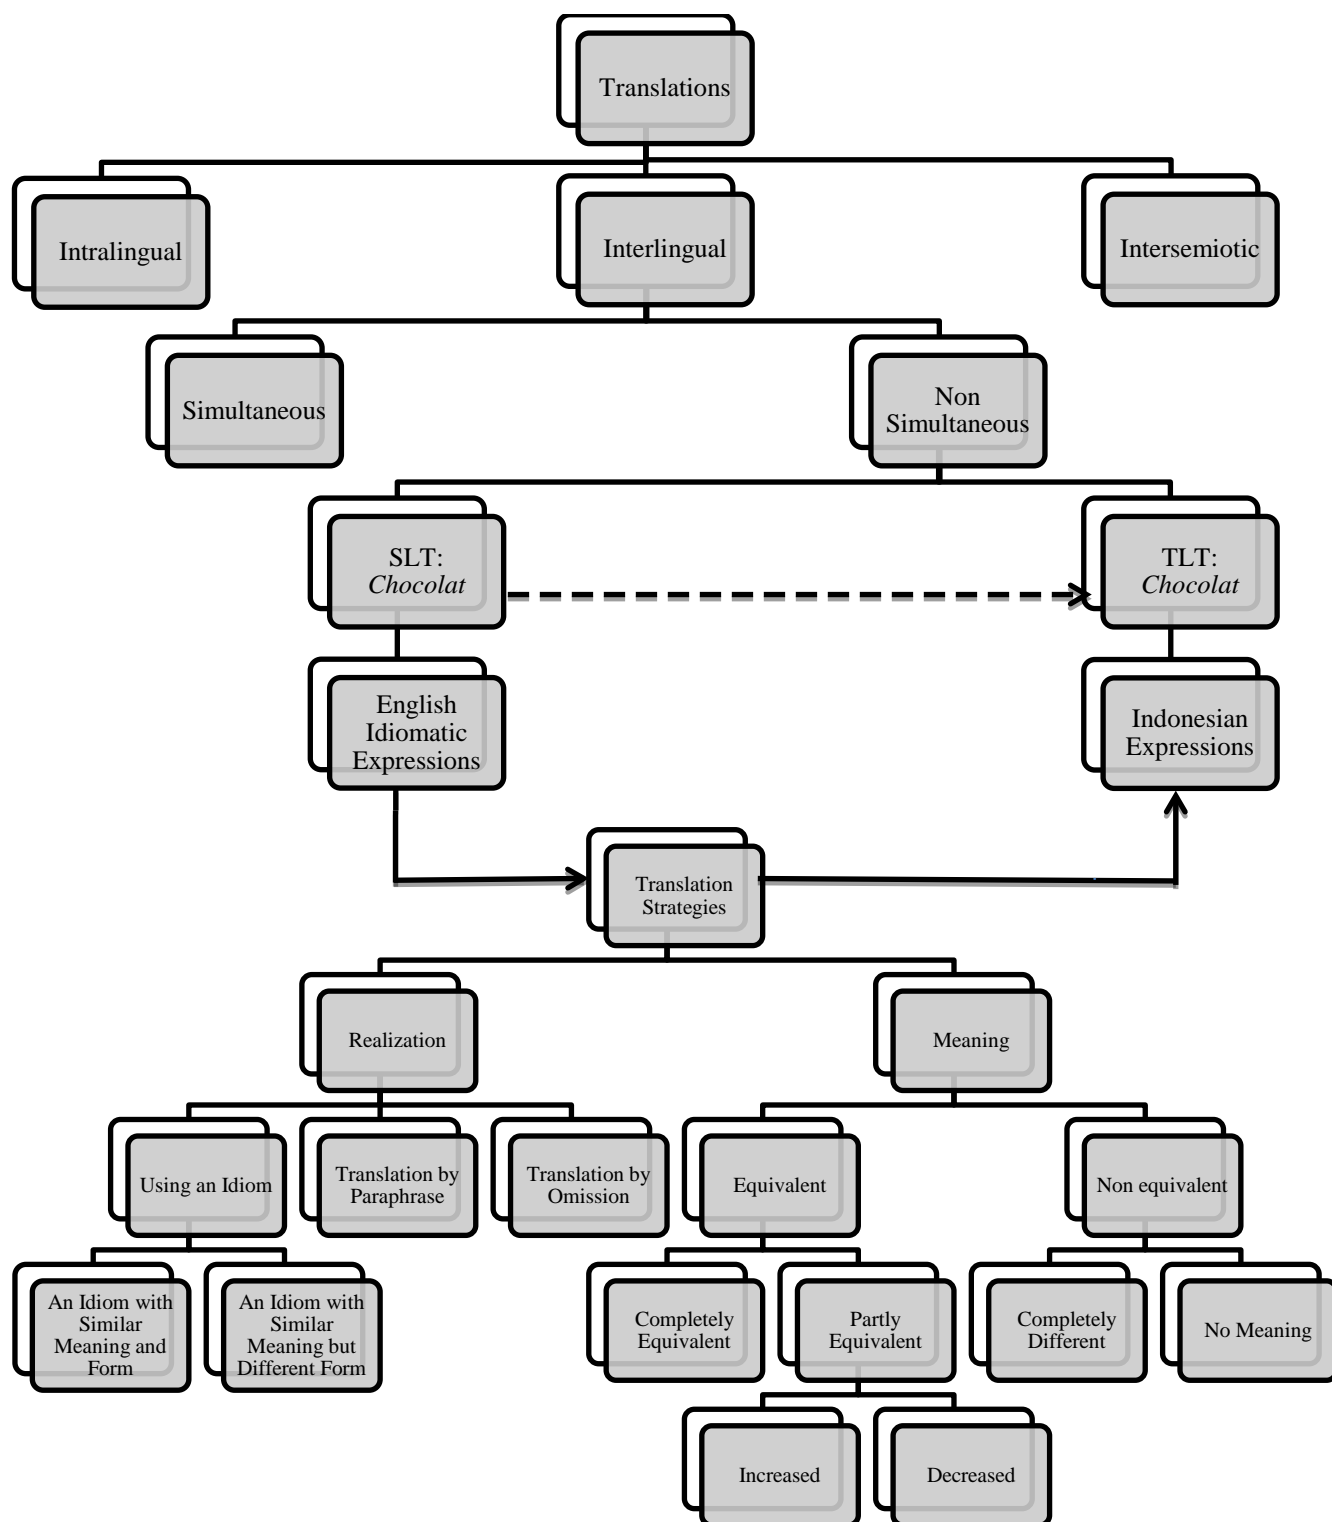 Translations
Intralingual
Interlingual
Intersemiotic
Simultaneous
Non
Simultaneous
SLT:
Chocolat
TLT:
Chocolat
English
Idiomatic
Expressions
Indonesian
Expressions
Translation
Strategies
Realization
Meaning
Using an Idiom
Translation by
Paraphrase
Translation by
Omission
Equivalent
Non equivalent
An Idiom with
Similar
Meaning and
Form
An Idiom with
Similar
Meaning but
Different Form
Completely
Equivalent
Partly
Equivalent
Completely
Different
No Meaning
Increased
Decreased